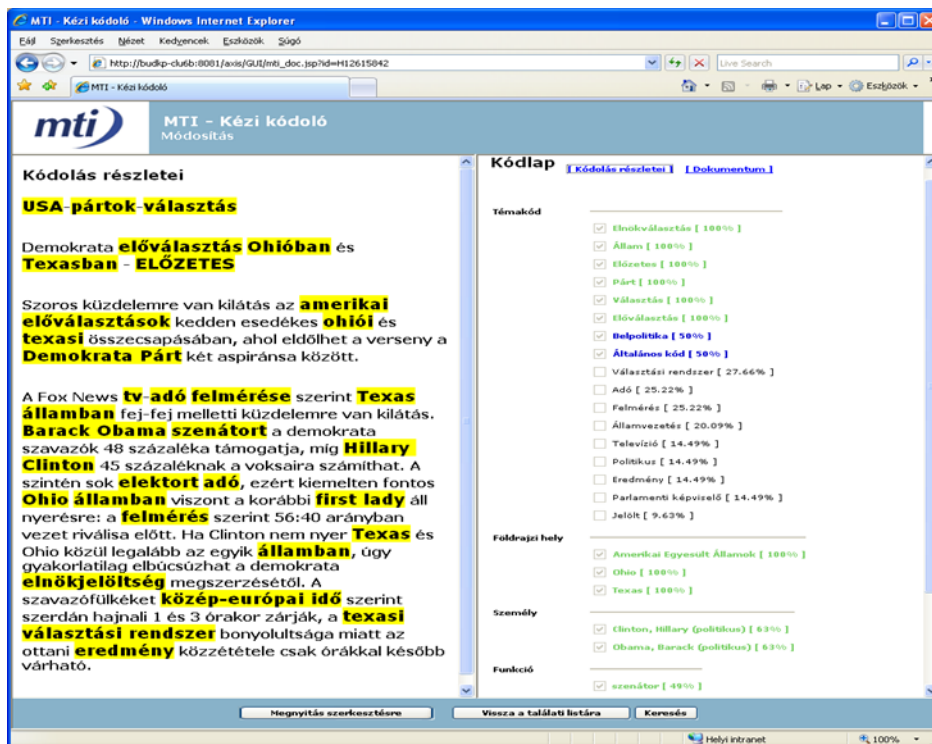 MTI - Kézi kódoló - Windows Internet Explorer
Fájl Szerkesztés Nézet Kedvencek Eszközök Súgó
http://budkp-clu6b:8081/axis/GUI/mti_doc.jsp?id=H12615842
Live Search
MTI - Kézi kódoló
Lap
Eszközök
mti
MTI - Kézi kódoló
Módosítás
Kódolás részletei
USA-pártok-választás
Demokrata előválasztás Ohióban és
Texasban - ELŐZETES
Szoros küzdelemre van kilátás az amerikai
előválasztások kedden esedékes ohiói és
texasi összecsapásában, ahol eldőlhet a verseny a
Demokrata Párt két aspiránsa között.
A Fox News tv-adó felmérése szerint Texas
államban fej-fej melletti küzdelemre van kilátás.
Barack Obama szenátort a demokrata
szavazók 48 százaléka támogatja, míg Hillary
Clinton 45 százaléknak a voksaira számíthat. A
szintén sok elektort adó, ezért kiemelten fontos
Ohio államban viszont a korábbi first lady áll
nyerésre: a felmérés szerint 56:40 arányban
vezet riválisa előtt. Ha Clinton nem nyer Texas és
Ohio közül legalább az egyik államban, úgy
gyakorlatilag elbúcsúzhat a demokrata
elnökjelöltség megszerzésétől. A
szavazófülkéket közép-európai idő szerint
szerdán hajnali 1 és 3 órakor zárják, a texasi
választási rendszer bonyolultsága miatt az
ottani eredmény közzététele csak órákkal később
várható.
Kódlap [ Kódolás részletei ] [ Dokumentum ]
Témakód
Elnökválasztás [ 100% ]
Állam [ 100% ]
Előzetes [ 100% ]
Párt [ 100% ]
Választás [ 100% ]
Előválasztás [ 100% ]
Belpolitika [ 50% ]
Általános kód [ 50% ]
Választási rendszer [ 27.66% ]
Adó [ 25.22% ]
Felmérés [ 25.22% ]
Államvezetés [ 20.09% ]
Televízió [ 14.49% ]
Politikus [ 14.49% ]
Eredmény [ 14.49% ]
Parlamenti képviselő [ 14.49% ]
Jelölt [ 9.63% ]
Földrajzi hely
Amerikai Egyesült Államok [ 100% ]
Ohio [ 100% ]
Texas [ 100% ]
Személy
Clinton, Hillary (politikus) [ 63% ]
Obama, Barack (politikus) [ 63% ]
Funkció
szenátor [ 49% ]
Megnyitás szerkesztésre
Vissza a találati listára
Keresés
Helyi intranet
100%